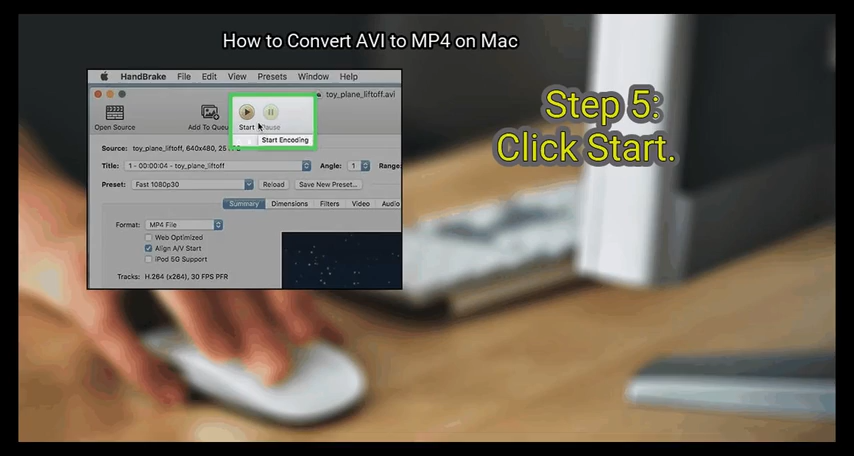 How to Convert AVI to MP4 on Mac
HandBrake File Edit View Presets Window Help
toy_plane_liftoff.avi
Open Source Add To Queu Start Pause
Start Encoding
Source: toy_plane_liftoff, 640x480, 25
Title: 1 - 00:00:04 - toy_plane_liftoff Angle: 1 Range:
Preset: Fast 1080p30 Reload Save New Preset...
Summary Dimensions Filters Video Audio
Format: MP4 File
Web Optimized
Align A/V Start
iPod 5G Support
Tracks: H.264 (x264), 30 FPS PFR
Step 5:
Click Start.